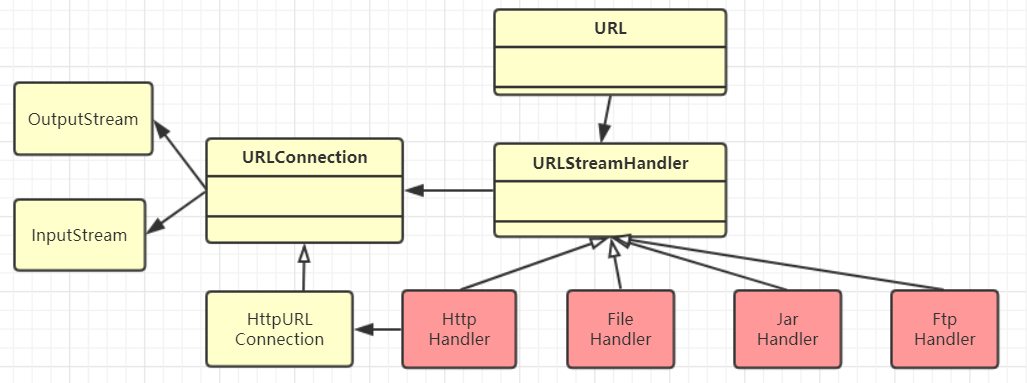 URL
OutputStream
URLConnection
URLStreamHandler
InputStream
HttpURL
Connection
Http
Handler
File
Handler
Jar
Handler
Ftp
Handler